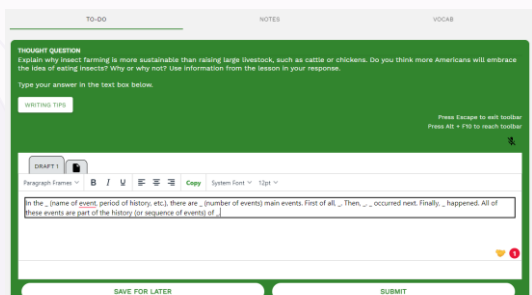 TO-DO NOTES VOCAB
THOUGHT QUESTION
Explain why insect farming is more sustainable than raising large livestock, such as cattle or chickens. Do you think more Americans will embrace
the idea of eating insects? Why or why not? Use information from the lesson in your response.
Type your answer in the text box below.
WRITING TIPS
Press Escape to exit toolbar
Press Alt + F10 to reach toolbar
DRAFT 1
Paragraph Frames B I U Copy System Font 12pt
In the _ (name of event, period of history, etc.), there are _ (number of events) main events. First of all, _. Then, _. _ occurred next. Finally, _ happened. All of
these events are part of the history (or sequence of events) of _.
1
SAVE FOR LATER SUBMIT